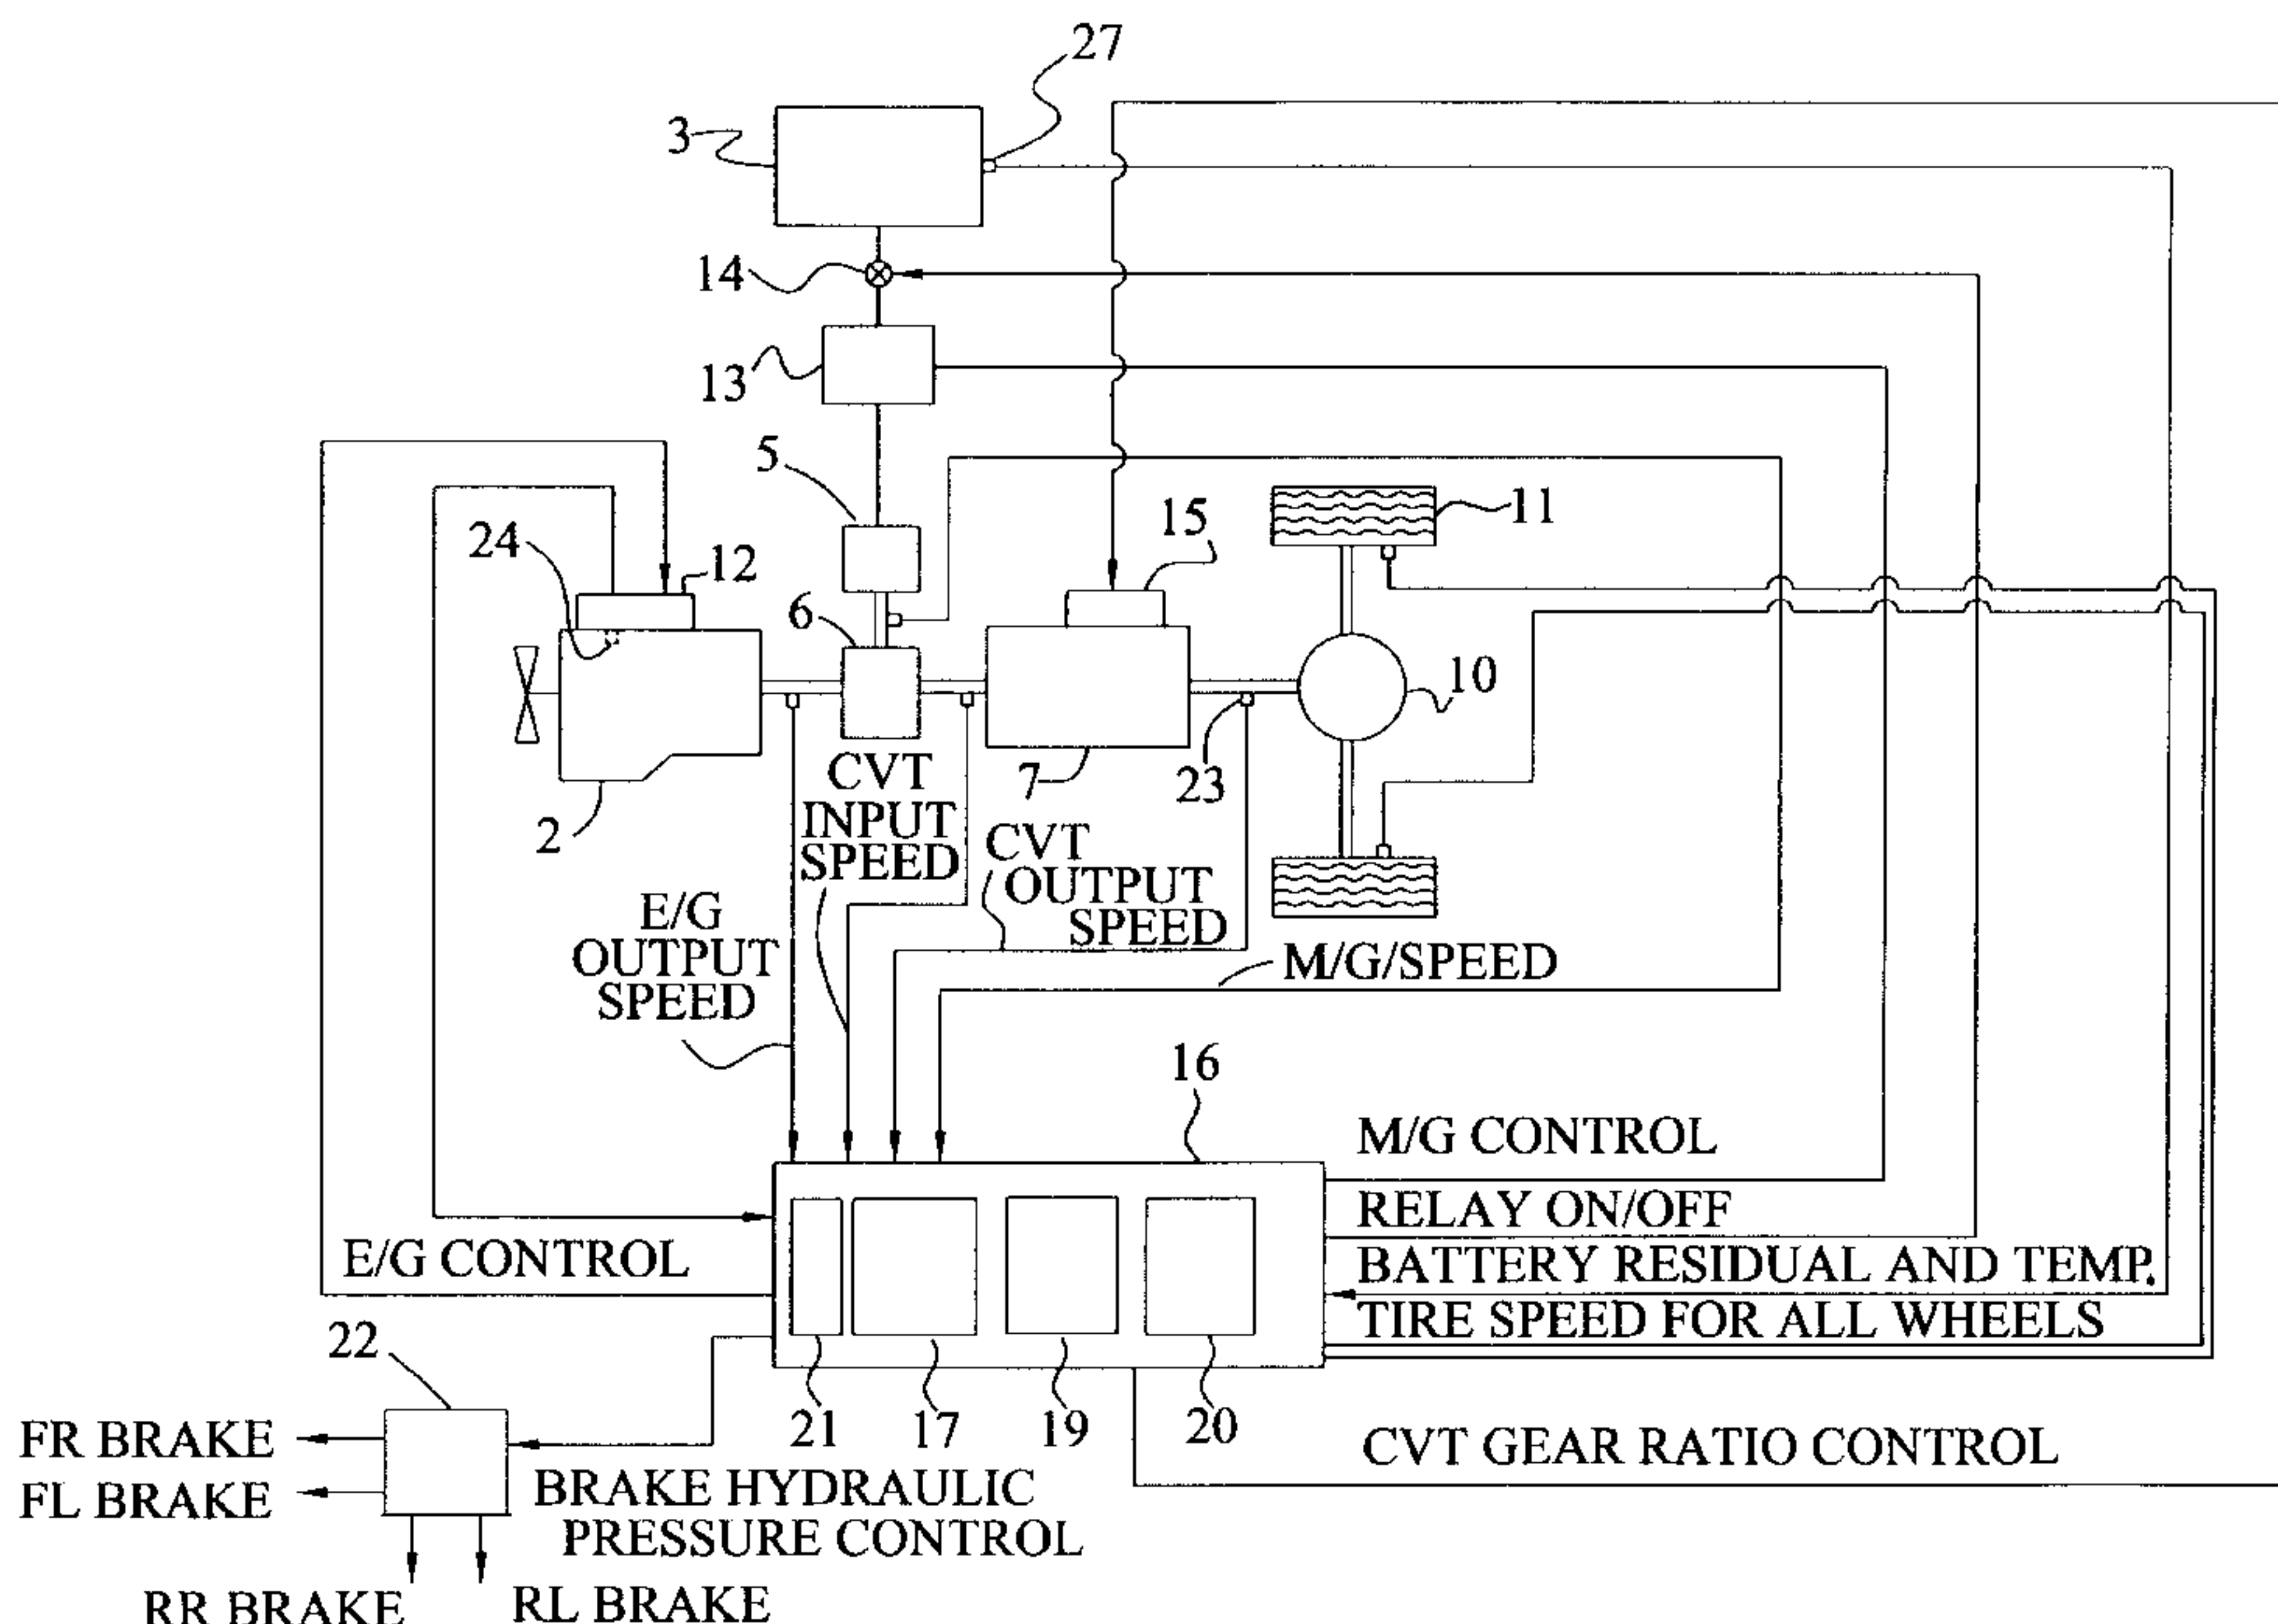 27
3
14
13
5
15
11
24
12
6
10
2
7
23
CVT
INPUT
SPEED
CVT
OUTPUT
SPEED
E/G
OUTPUT
SPEED
M/G/SPEED
16
M/G CONTROL
RELAY ON/OFF
BATTERY RESIDUAL AND TEMP.
TIRE SPEED FOR ALL WHEELS
E/G CONTROL
22
21
17
19
20
FR BRAKE
FL BRAKE
CVT GEAR RATIO CONTROL
BRAKE HYDRAULIC
PRESSURE CONTROL
RR BRAKE
RL BRAKE